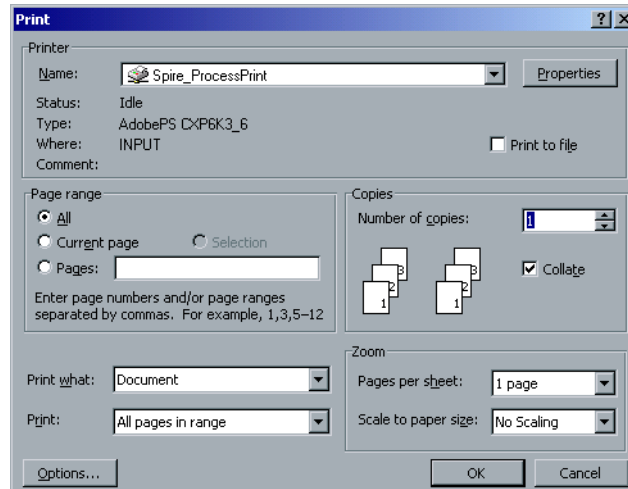 Print
Printer
Name: Spire_ProcessPrint Properties
Status: Idle
Type: AdobePS CXP6K3_6
Where: INPUT Print to file
Comment:
Page range
All
Current page Selection
Pages:
Enter page numbers and/or page ranges
separated by commas. For example, 1,3,5–12
Copies
Number of copies: 1
3 3
2 2
1 1
Collate
Print what: Document
Print: All pages in range
Zoom
Pages per sheet: 1 page
Scale to paper size: No Scaling
Options... OK Cancel